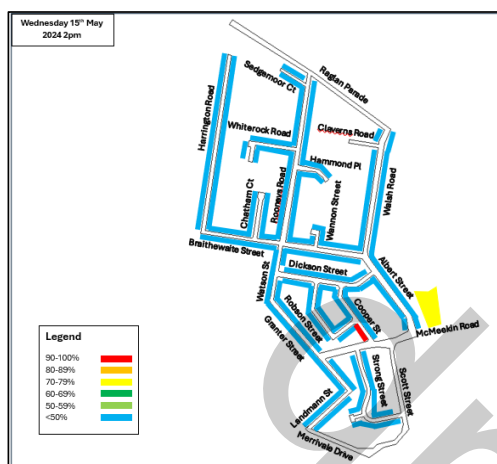 Wednesday 15th May
2024 2pm
Raglan Parade
Sedgemoor Ct
Harrington Road
Whiterock Road
Claverns Road
Hammond Pl
Walsh Road
Chatham Ct
Rooneys Road
Wannon Street
Braithewaite Street
Dickson Street
Albert Street
Watson St
Robson Street
Cooper St
McMeekin Road
Granter Street
Strong Street
Scott Street
Landmann St
Merrivale Drive
Legend
90-100%
80-89%
70-79%
60-69%
50-59%
<50%